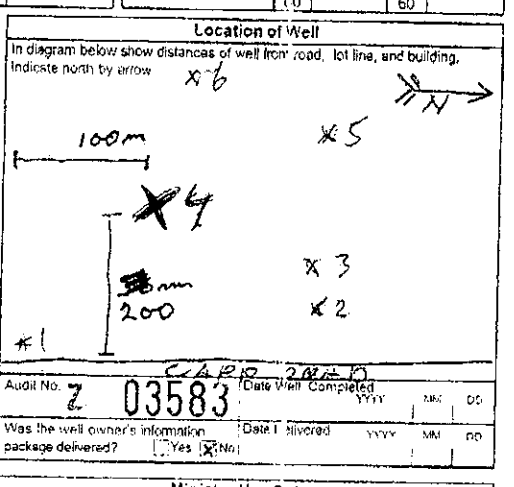 60
Location of Well
In diagram below show distances of well from road, lot line, and building.
Indicate north by arrow
x 6
N
100m
x 5
X 4
x 3
200
x 2
x 1
Audit No. Z 03583
Date Well Completed
YYYY MM DD
Was the well owner's information
package delivered? Yes X No
Date Delivered
YYYY MM DD